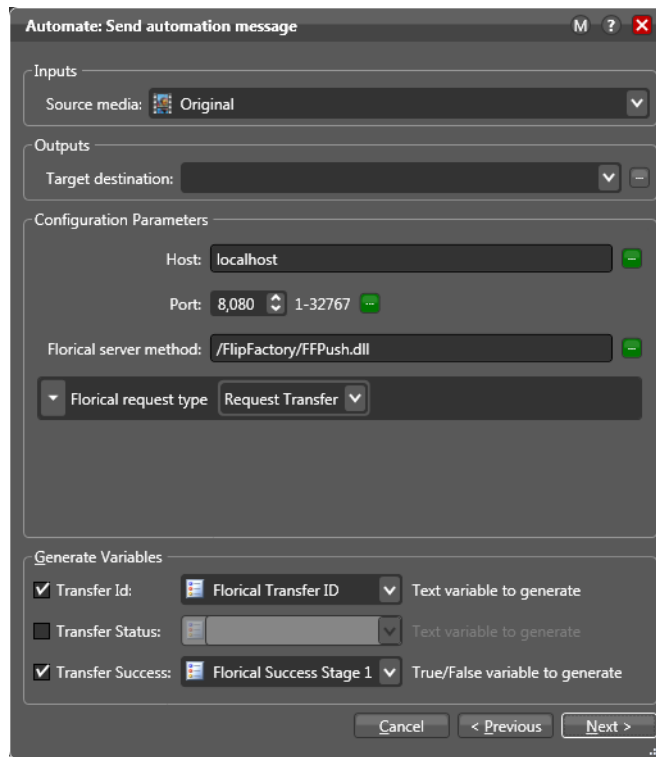 Automate: Send automation message M ?
Inputs
Source media: Original
Outputs
Target destination:
Configuration Parameters
Host: localhost
Port: 8,080 1-32767
Florical server method: /FlipFactory/FFPush.dll
Florical request type Request Transfer
Generate Variables
Transfer Id: Florical Transfer ID Text variable to generate
Transfer Status: Text variable to generate
Transfer Success: Florical Success Stage 1 True/False variable to generate
Cancel < Previous Next >